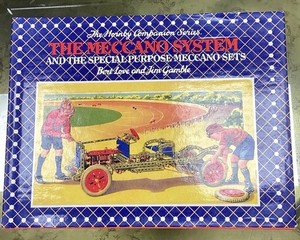 The Hornby Companion Series
THE MECCANO SYSTEM
AND THE SPECIAL PURPOSE MECCANO SETS
Bert Love and Jim Gamble